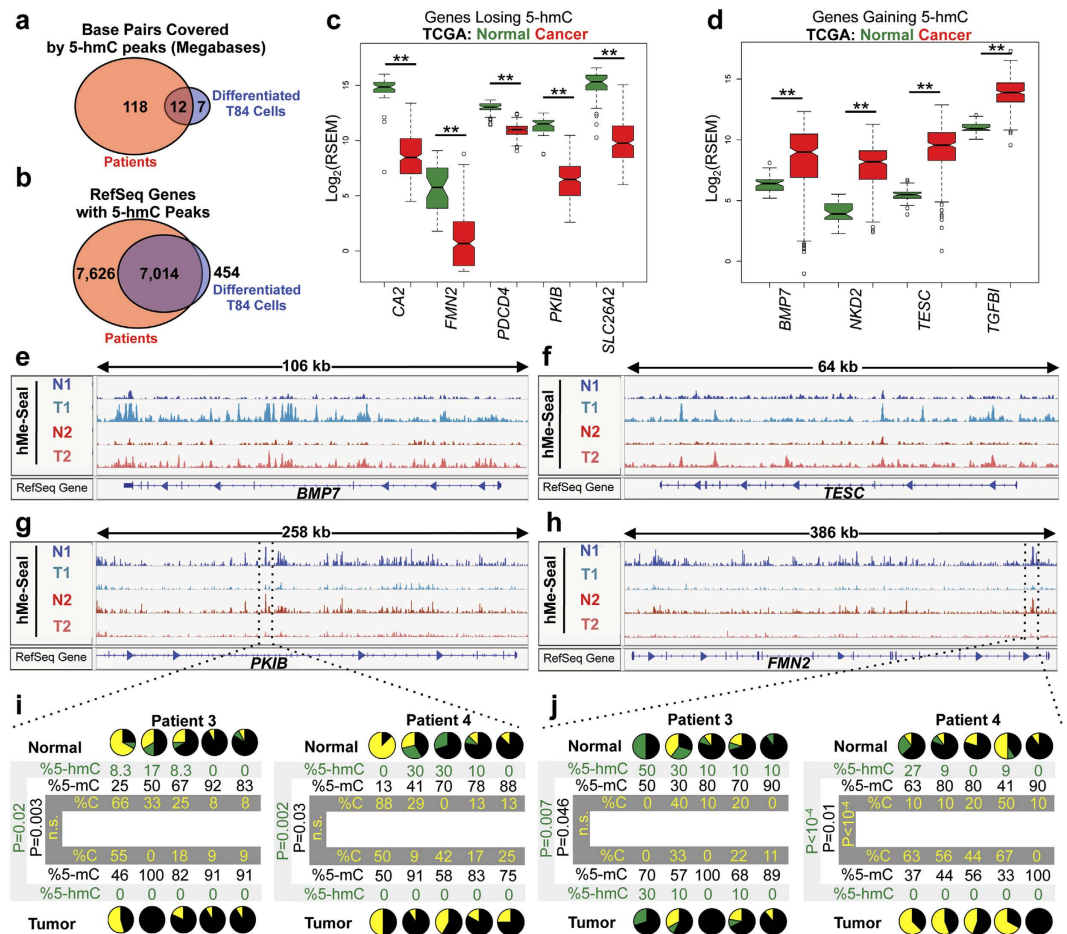 a
Base Pairs Covered
by 5-hmC peaks (Megabases)
118
12
7
Differentiated
T84 Cells
Patients
b
RefSeq Genes
with 5-hmC Peaks
7,626
7,014
454
Differentiated
T84 Cells
Patients
c
Genes Losing 5-hmC
TCGA: Normal Cancer
Log2(RSEM)
15
10
5
0
** ** ** ** **
CA2
FMN2
PDCD4
PKIB
SLC26A2
d
Genes Gaining 5-hmC
TCGA: Normal Cancer
Log2(RSEM)
15
10
5
0
** ** ** **
BMP7
NKD2
TESC
TGFBI
e
106 kb
hMe-Seal
N1
T1
N2
T2
RefSeq Gene
BMP7
f
64 kb
hMe-Seal
N1
T1
N2
T2
RefSeq Gene
TESC
g
258 kb
hMe-Seal
N1
T1
N2
T2
RefSeq Gene
PKIB
h
386 kb
hMe-Seal
N1
T1
N2
T2
RefSeq Gene
FMN2
i
Patient 3
Normal
%5-hmC 8.3 17 8.3 0 0
%5-mC 25 50 67 92 83
%C 66 33 25 8 8
P=0.02
P=0.003
n.s.
%C 55 0 18 9 9
%5-mC 46 100 82 91 91
%5-hmC 0 0 0 0 0
Tumor
Patient 4
Normal
%5-hmC 0 30 30 10 0
%5-mC 13 41 70 78 88
%C 88 29 0 13 13
P=0.002
P=0.03
n.s.
%C 50 9 42 17 25
%5-mC 50 91 58 83 75
%5-hmC 0 0 0 0 0
Tumor
j
Patient 3
Normal
%5-hmC 50 30 10 10 10
%5-mC 50 30 80 70 90
%C 0 40 10 20 0
P=0.007
P=0.046
n.s.
%C 0 33 0 22 11
%5-mC 70 57 100 68 89
%5-hmC 30 10 0 10 0
Tumor
Patient 4
Normal
%5-hmC 27 9 0 9 0
%5-mC 63 80 80 41 90
%C 10 10 20 50 10
P<10-4
P=0.01
P<10-4
%C 63 56 44 67 0
%5-mC 37 44 56 33 100
%5-hmC 0 0 0 0 0
Tumor